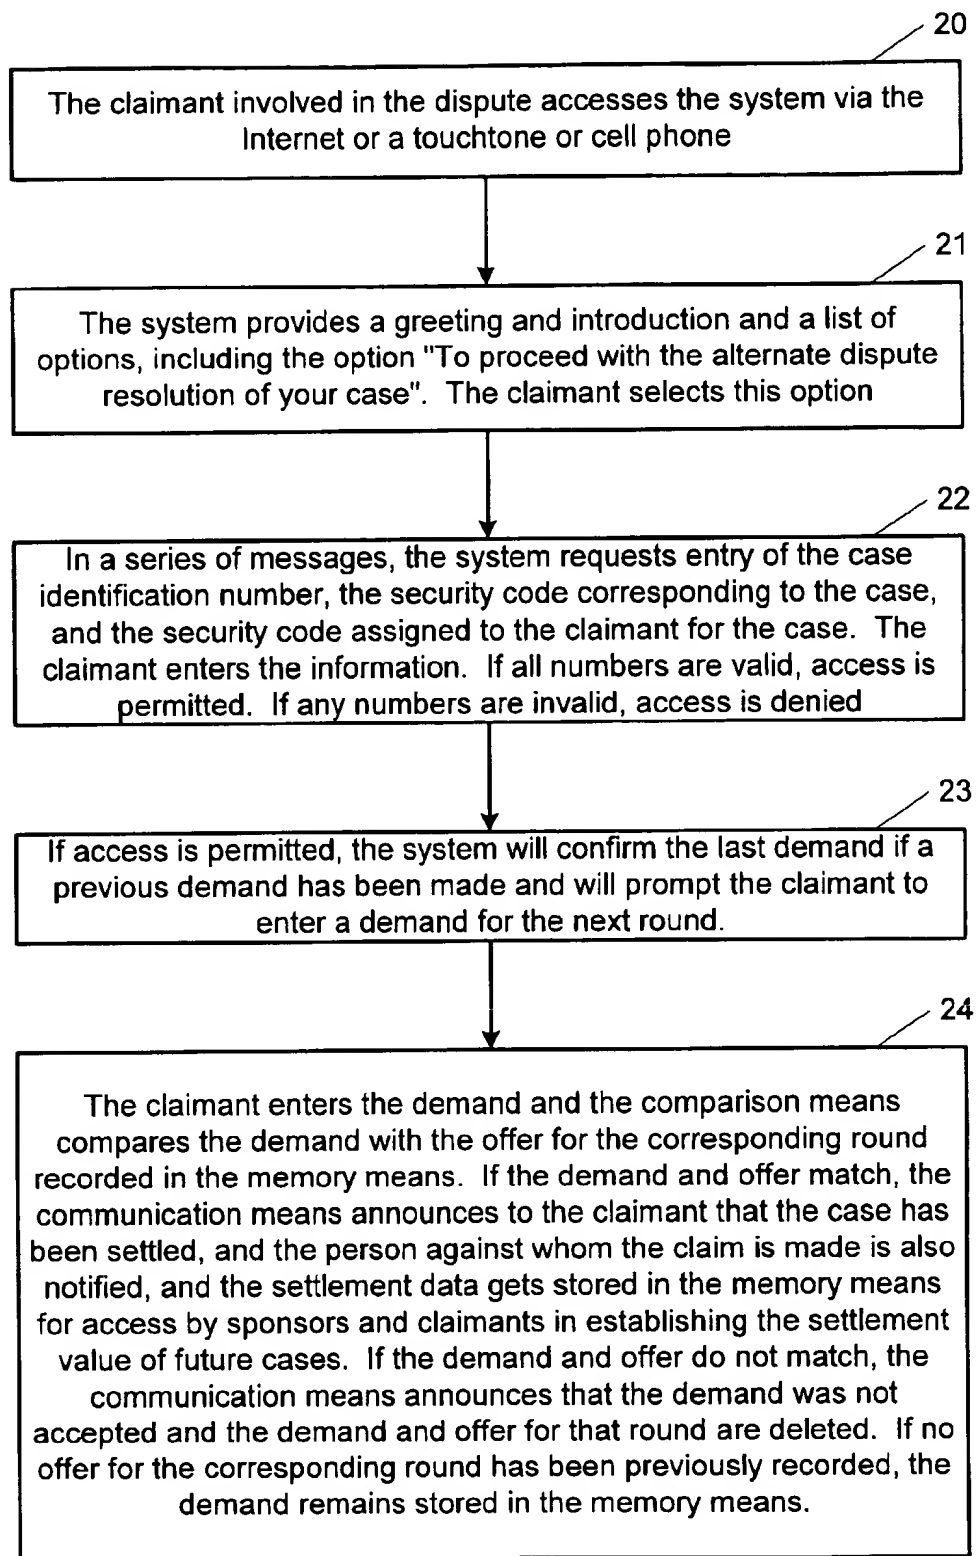 20
The claimant involved in the dispute accesses the system via the
Internet or a touchtone or cell phone
21
The system provides a greeting and introduction and a list of
options, including the option "To proceed with the alternate dispute
resolution of your case". The claimant selects this option
22
In a series of messages, the system requests entry of the case
identification number, the security code corresponding to the case,
and the security code assigned to the claimant for the case. The
claimant enters the information. If all numbers are valid, access is
permitted. If any numbers are invalid, access is denied
23
If access is permitted, the system will confirm the last demand if a
previous demand has been made and will prompt the claimant to
enter a demand for the next round.
24
The claimant enters the demand and the comparison means
compares the demand with the offer for the corresponding round
recorded in the memory means. If the demand and offer match, the
communication means announces to the claimant that the case has
been settled, and the person against whom the claim is made is also
notified, and the settlement data gets stored in the memory means
for access by sponsors and claimants in establishing the settlement
value of future cases. If the demand and offer do not match, the
communication means announces that the demand was not
accepted and the demand and offer for that round are deleted. If no
offer for the corresponding round has been previously recorded, the
demand remains stored in the memory means.